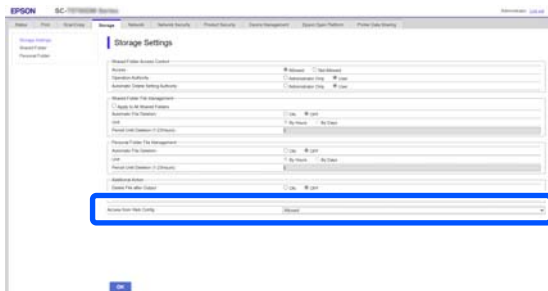 EPSON
SC-
Administrator Log out
Status Print Scan/Copy Storage Network Network Security Product Security Device Management Epson Open Platform Printer Data Sharing
Storage Settings
Shared Folder
Personal Folder
Storage Settings
Shared Folder Access Control
Access Allowed Not Allowed
Operation Authority Administrator Only User
Automatic Delete Setting Authority Administrator Only User
Shared Folder File Management
Apply to All Shared Folders
Automatic File Deletion ON OFF
Unit By Hours By Days
Period Until Deletion (1-23hours)
Personal Folder File Management
Automatic File Deletion ON OFF
Unit By Hours By Days
Period Until Deletion (1-23hours)
Additional Action
Delete File after Output ON OFF
Access from Web Config Allowed
OK